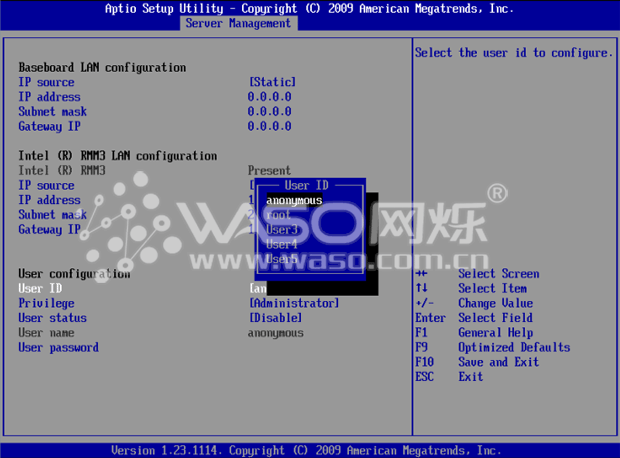 Aptio Setup Utility - Copyright (C) 2009 American Megatrends, Inc.
Server Management
Baseboard LAN configuration
IP source [Static]
IP address 0.0.0.0
Subnet mask 0.0.0.0
Gateway IP 0.0.0.0
Intel (R) RMM3 LAN configuration
Intel (R) RMM3 Present
IP source [
IP address 1
Subnet mask 2
Gateway IP 1
User configuration
User ID [an
Privilege [Administrator]
User status [Disable]
User name anonymous
User password
User ID
anonymous
root
User3
User4
User5
Select the user id to configure.
→← Select Screen
↑↓ Select Item
+/- Change Value
Enter Select Field
F1 General Help
F9 Optimized Defaults
F10 Save and Exit
ESC Exit
WASO网烁®
www.waso.com.cn
Version 1.23.1114. Copyright (C) 2009 American Megatrends, Inc.